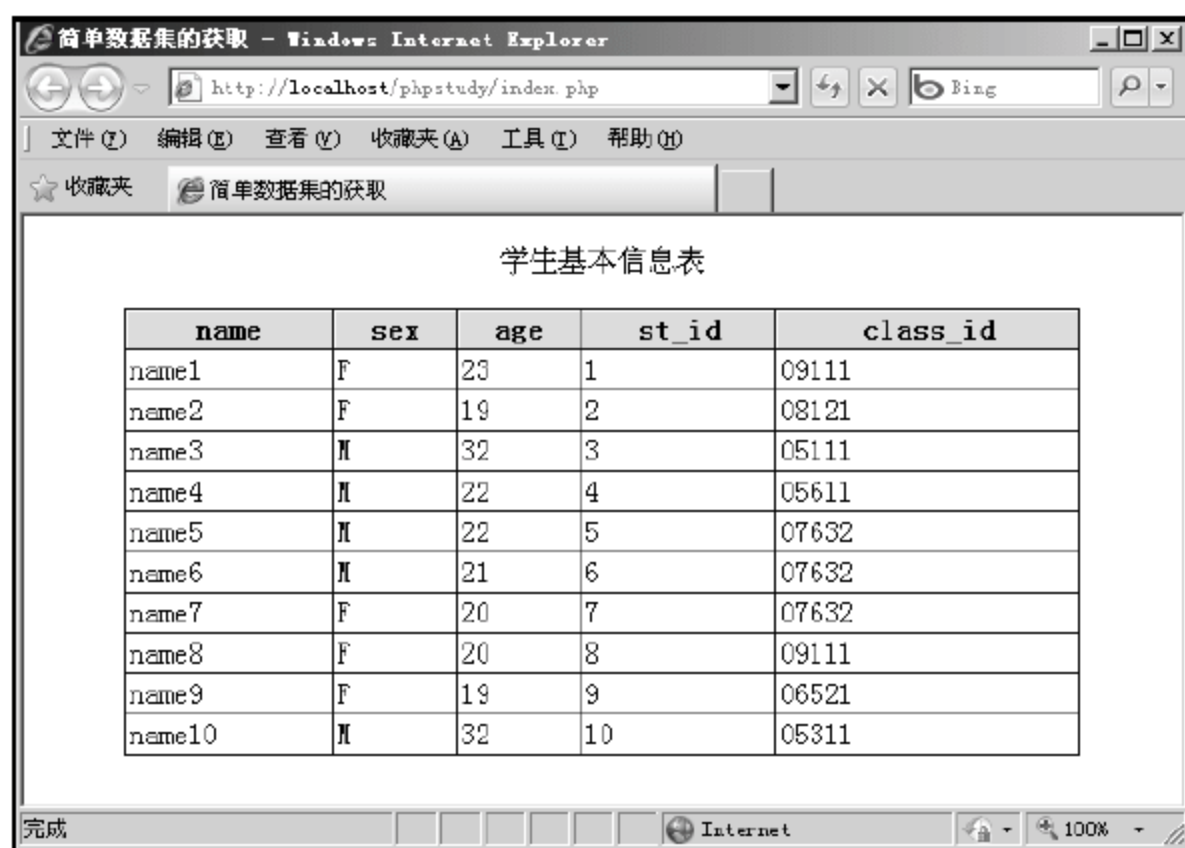 简单数据集的获取 - Windows Internet Explorer
http://localhost/phpstudy/index.php Bing
文件(F) 编辑(E) 查看(V) 收藏夹(A) 工具(T) 帮助(H)
收藏夹 简单数据集的获取
学生基本信息表
name sex age st_id class_id
name1 F 23 1 09111
name2 F 19 2 08121
name3 M 32 3 05111
name4 M 22 4 05611
name5 M 22 5 07632
name6 M 21 6 07632
name7 F 20 7 07632
name8 F 20 8 09111
name9 F 19 9 06521
name10 M 32 10 05311
完成 Internet 100%